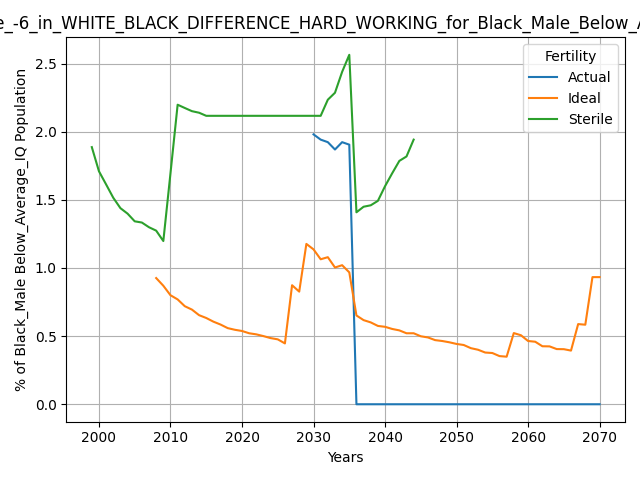 e_-6_in_WHITE_BLACK_DIFFERENCE_HARD_WORKING_for_Black_Male_Below_A
Fertility
Actual
Ideal
Sterile
% of Black_Male Below_Average_IQ Population
2.5
2.0
1.5
1.0
0.5
0.0
2000 2010 2020 2030 2040 2050 2060 2070
Years